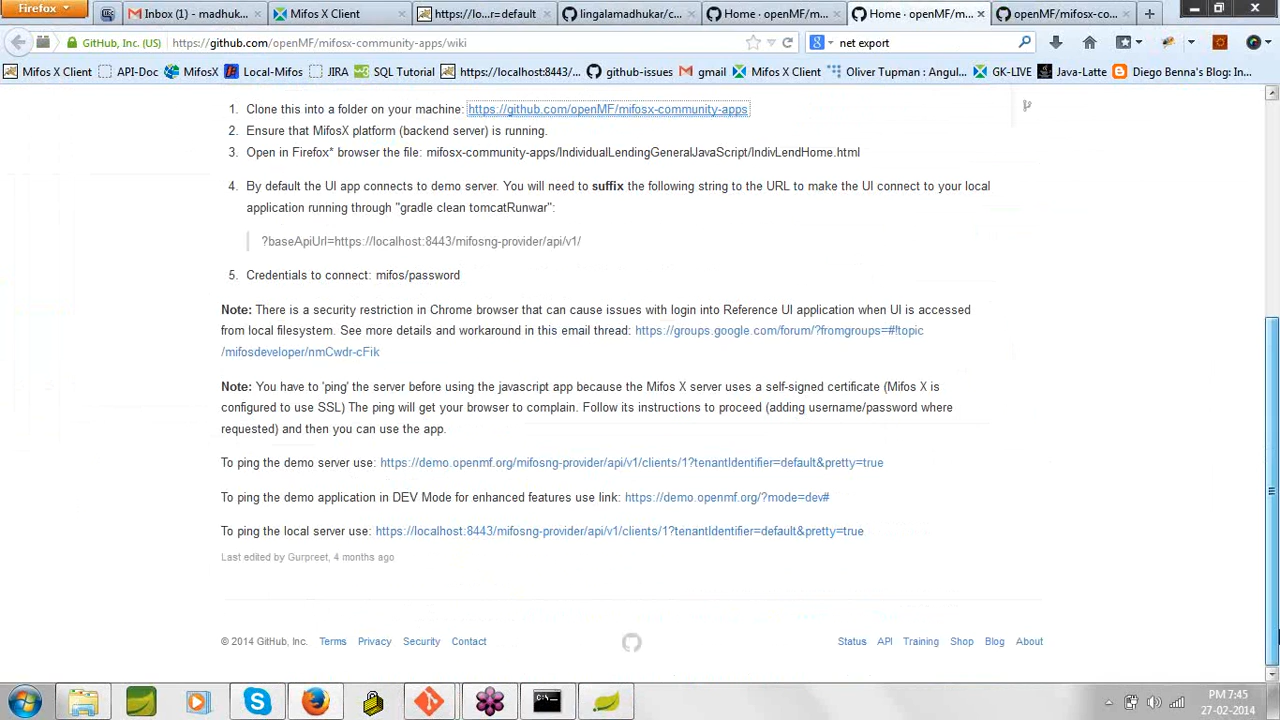 Firefox
Inbox (1) - madhuk...
Mifos X Client
https://lo...r=default
lingalamadhukar/c...
Home · openMF/m...
Home · openMF/m...
openMF/mifosx-co...
GitHub, Inc. (US)
https://github.com/openMF/mifosx-community-apps/wiki
net export
Mifos X Client
API-Doc
MifosX
Local-Mifos
JIRA
SQL Tutorial
https://localhost:8443/...
github-issues
gmail
Mifos X Client
Oliver Tupman : Angul...
GK-LIVE
Java-Latte
Diego Benna's Blog: In...
1. Clone this into a folder on your machine: https://github.com/openMF/mifosx-community-apps
2. Ensure that MifosX platform (backend server) is running.
3. Open in Firefox* browser the file: mifosx-community-apps/IndividualLendingGeneralJavaScript/IndivLendHome.html
4. By default the UI app connects to demo server. You will need to suffix the following string to the URL to make the UI connect to your local
application running through "gradle clean tomcatRunwar":
?baseApiUrl=https://localhost:8443/mifosng-provider/api/v1/
5. Credentials to connect: mifos/password
Note: There is a security restriction in Chrome browser that can cause issues with login into Reference UI application when UI is accessed
from local filesystem. See more details and workaround in this email thread: https://groups.google.com/forum/?fromgroups=#!topic
/mifosdeveloper/nmCwdr-cFik
Note: You have to 'ping' the server before using the javascript app because the Mifos X server uses a self-signed certificate (Mifos X is
configured to use SSL) The ping will get your browser to complain. Follow its instructions to proceed (adding username/password where
requested) and then you can use the app.
To ping the demo server use: https://demo.openmf.org/mifosng-provider/api/v1/clients/1?tenantIdentifier=default&pretty=true
To ping the demo application in DEV Mode for enhanced features use link: https://demo.openmf.org/?mode=dev#
To ping the local server use: https://localhost:8443/mifosng-provider/api/v1/clients/1?tenantIdentifier=default&pretty=true
Last edited by Gurpreet, 4 months ago
© 2014 GitHub, Inc. Terms Privacy Security Contact
Status API Training Shop Blog About
PM 7:45
27-02-2014